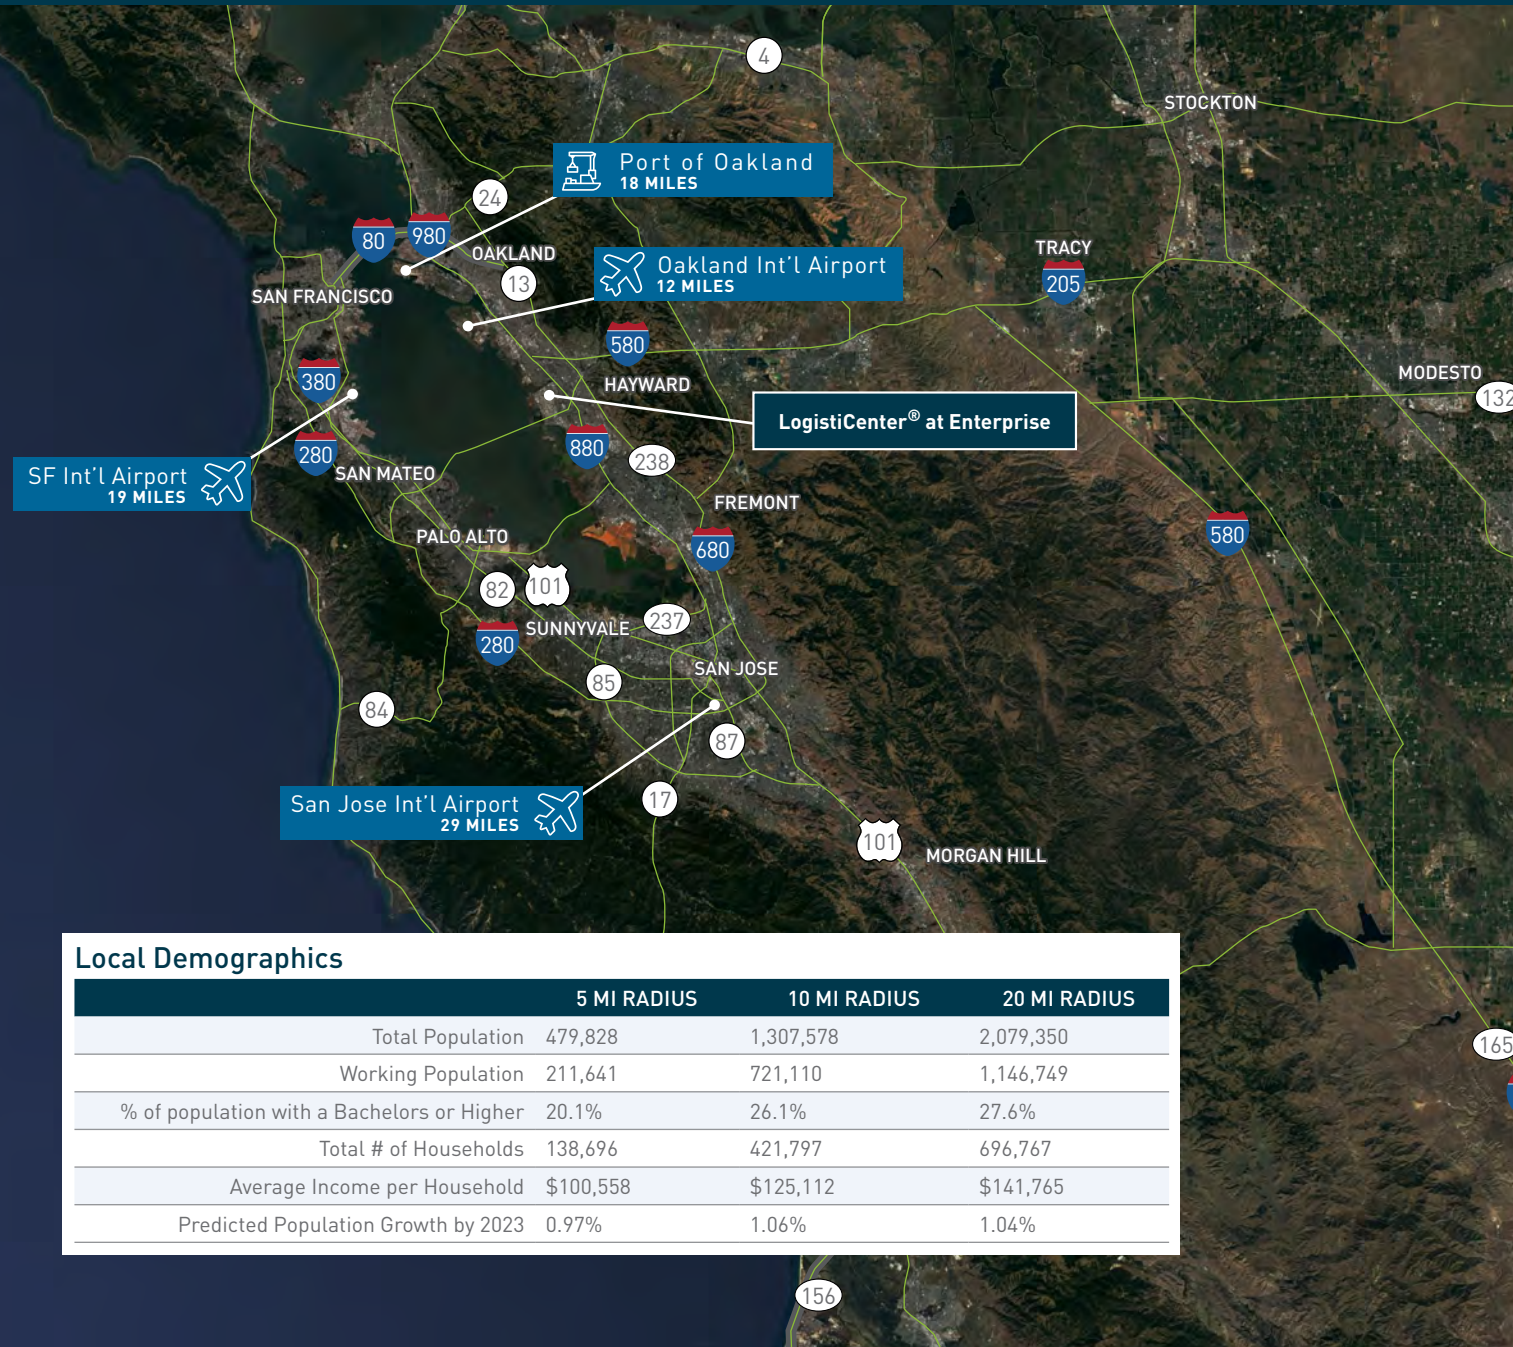 4
STOCKTON
Port of Oakland
18 MILES
24
80
980
OAKLAND
TRACY
Oakland Int'l Airport
12 MILES
13
205
SAN FRANCISCO
580
380
HAYWARD
MODESTO
132
LogistiCenter® at Enterprise
880
280
238
SAN MATEO
SF Int'l Airport
19 MILES
FREMONT
PALO ALTO
680
580
82
101
237
SUNNYVALE
280
SAN JOSE
85
84
87
17
San Jose Int'l Airport
29 MILES
101
MORGAN HILL
Local Demographics
5 MI RADIUS 10 MI RADIUS 20 MI RADIUS
Total Population 479,828 1,307,578 2,079,350
Working Population 211,641 721,110 1,146,749
% of population with a Bachelors or Higher 20.1% 26.1% 27.6%
Total # of Households 138,696 421,797 696,767
Average Income per Household $100,558 $125,112 $141,765
Predicted Population Growth by 2023 0.97% 1.06% 1.04%
165
156